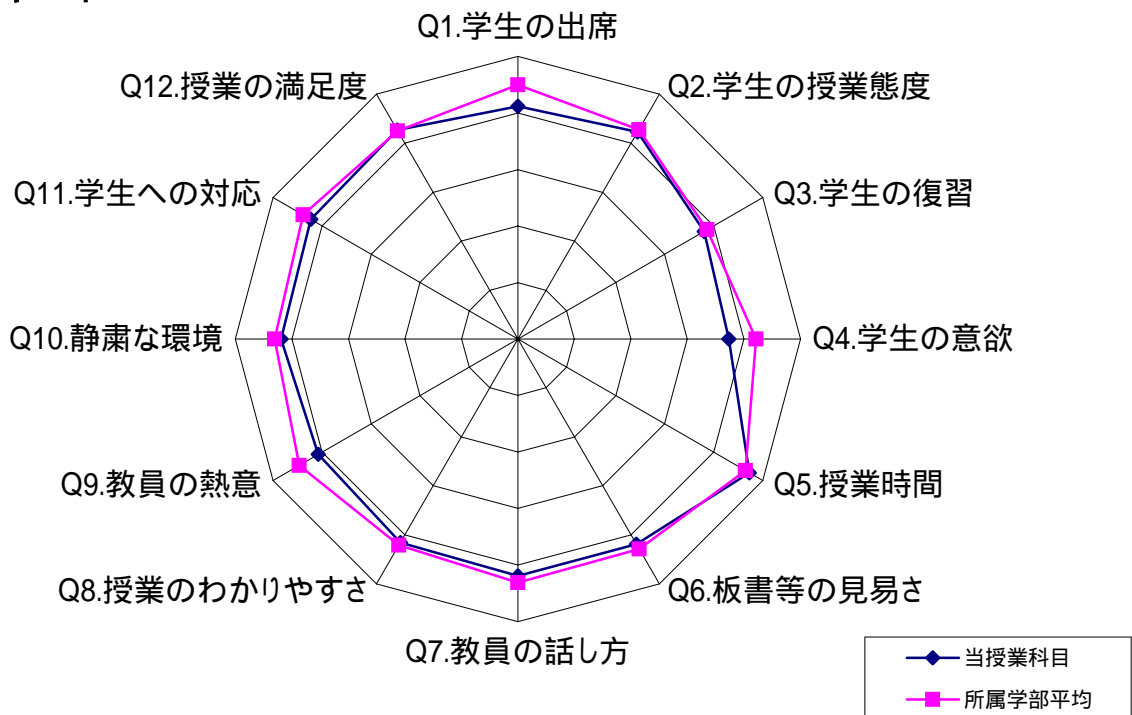 Q1.学生の出席
Q2.学生の授業態度
Q3.学生の復習
Q4.学生の意欲
Q5.授業時間
Q6.板書等の見易さ
Q7.教員の話し方
Q8.授業のわかりやすさ
Q9.教員の熱意
Q10.静粛な環境
Q11.学生への対応
Q12.授業の満足度
当授業科目
所属学部平均